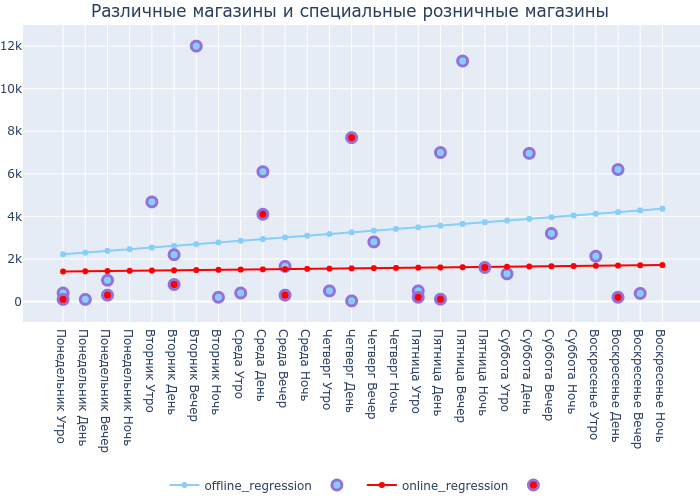 Различные магазины и специальные розничные магазины
12k
10k
8k
6k
4k
2k
0
Понедельник Утро
Понедельник День
Понедельник Вечер
Понедельник Ночь
Вторник Утро
Вторник День
Вторник Вечер
Вторник Ночь
Среда Утро
Среда День
Среда Вечер
Среда Ночь
Четверг Утро
Четверг День
Четверг Вечер
Четверг Ночь
Пятница Утро
Пятница День
Пятница Вечер
Пятница Ночь
Суббота Утро
Суббота День
Суббота Вечер
Суббота Ночь
Воскресенье Утро
Воскресенье День
Воскресенье Вечер
Воскресенье Ночь
offline_regression
online_regression